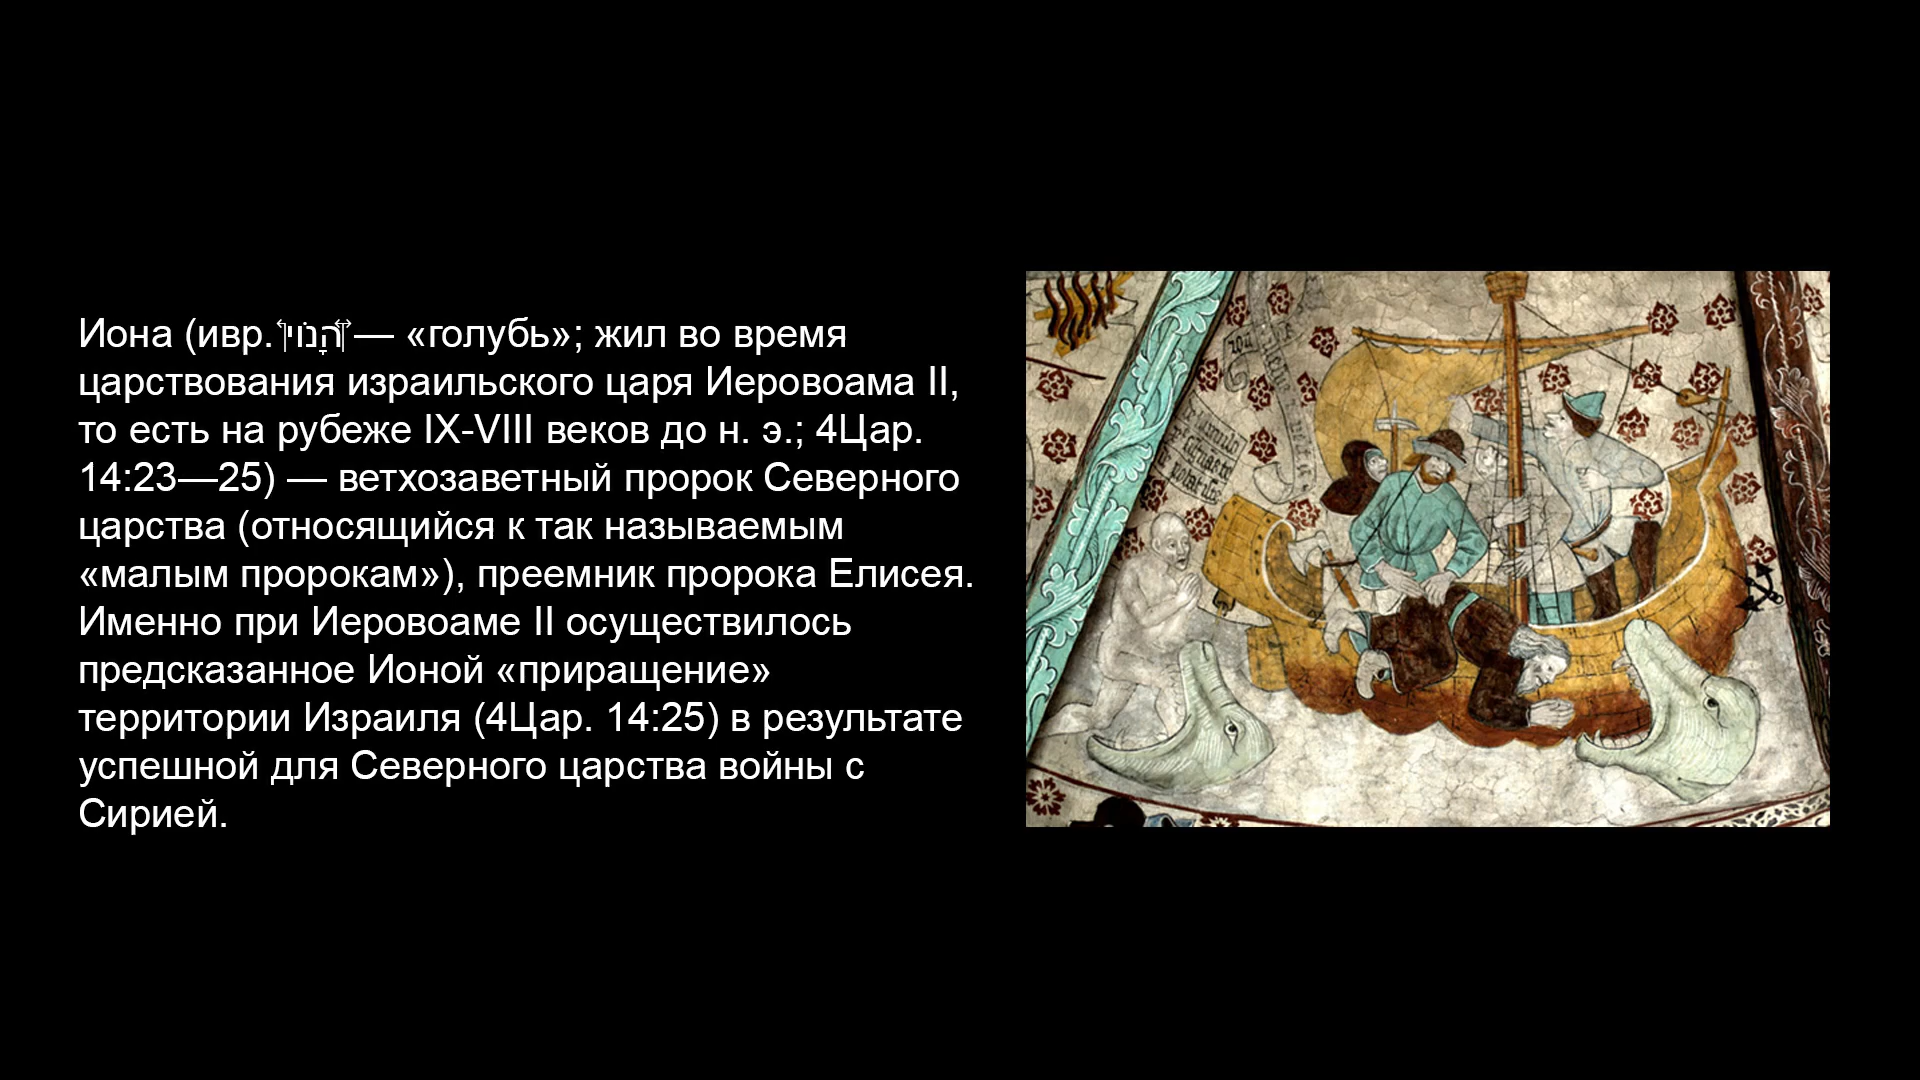 Иона (ивр. הָנֹוי — «голубь»; жил во время
царствования израильского царя Иеровоама II,
то есть на рубеже IX-VIII веков до н. э.; 4Цар.
14:23—25) — ветхозаветный пророк Северного
царства (относящийся к так называемым
«малым пророкам»), преемник пророка Елисея.
Именно при Иеровоаме II осуществилось
предсказанное Ионой «приращение»
территории Израиля (4Цар. 14:25) в результате
успешной для Северного царства войны с
Сирией.